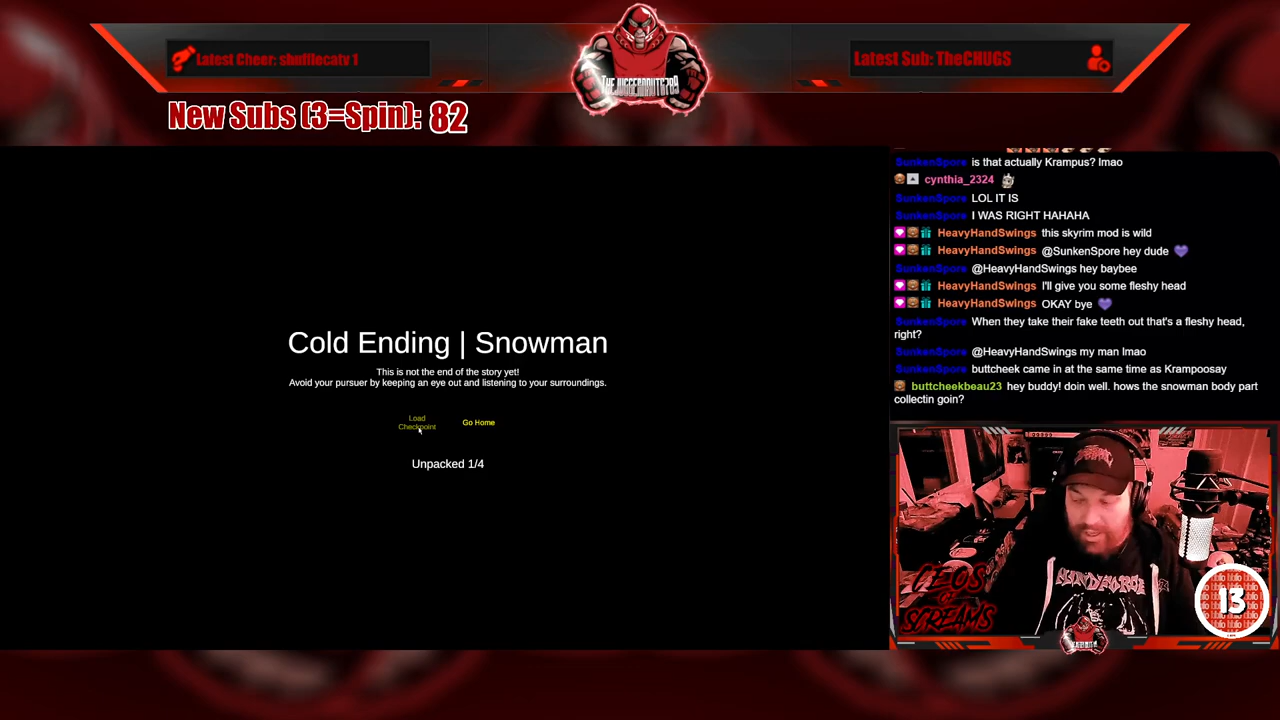 Latest Cheer: shufflecatv 1
THEJUGGERNAUT6789
Latest Sub: TheCHUGS
New Subs (3=Spin): 82
SunkenSpore is that actually Krampus? lmao
cynthia_2324
SunkenSpore LOL IT IS
SunkenSpore I WAS RIGHT HAHAHA
HeavyHandSwings this skyrim mod is wild
HeavyHandSwings @SunkenSpore hey dude
SunkenSpore @HeavyHandSwings hey baybee
HeavyHandSwings I'll give you some fleshy head
HeavyHandSwings OKAY bye
SunkenSpore When they take their fake teeth out that's a fleshy head,
right?
SunkenSpore @HeavyHandSwings my man lmao
SunkenSpore buttcheek came in at the same time as Krampoosay
buttcheekbeau23 hey buddy! doin well. hows the snowman body part
collectin goin?
Cold Ending | Snowman
This is not the end of the story yet!
Avoid your pursuer by keeping an eye out and listening to your surroundings.
Load
Checkpoint
Go Home
Unpacked 1/4
MINDFORCE
CEOS
OF
SCREAMS
13